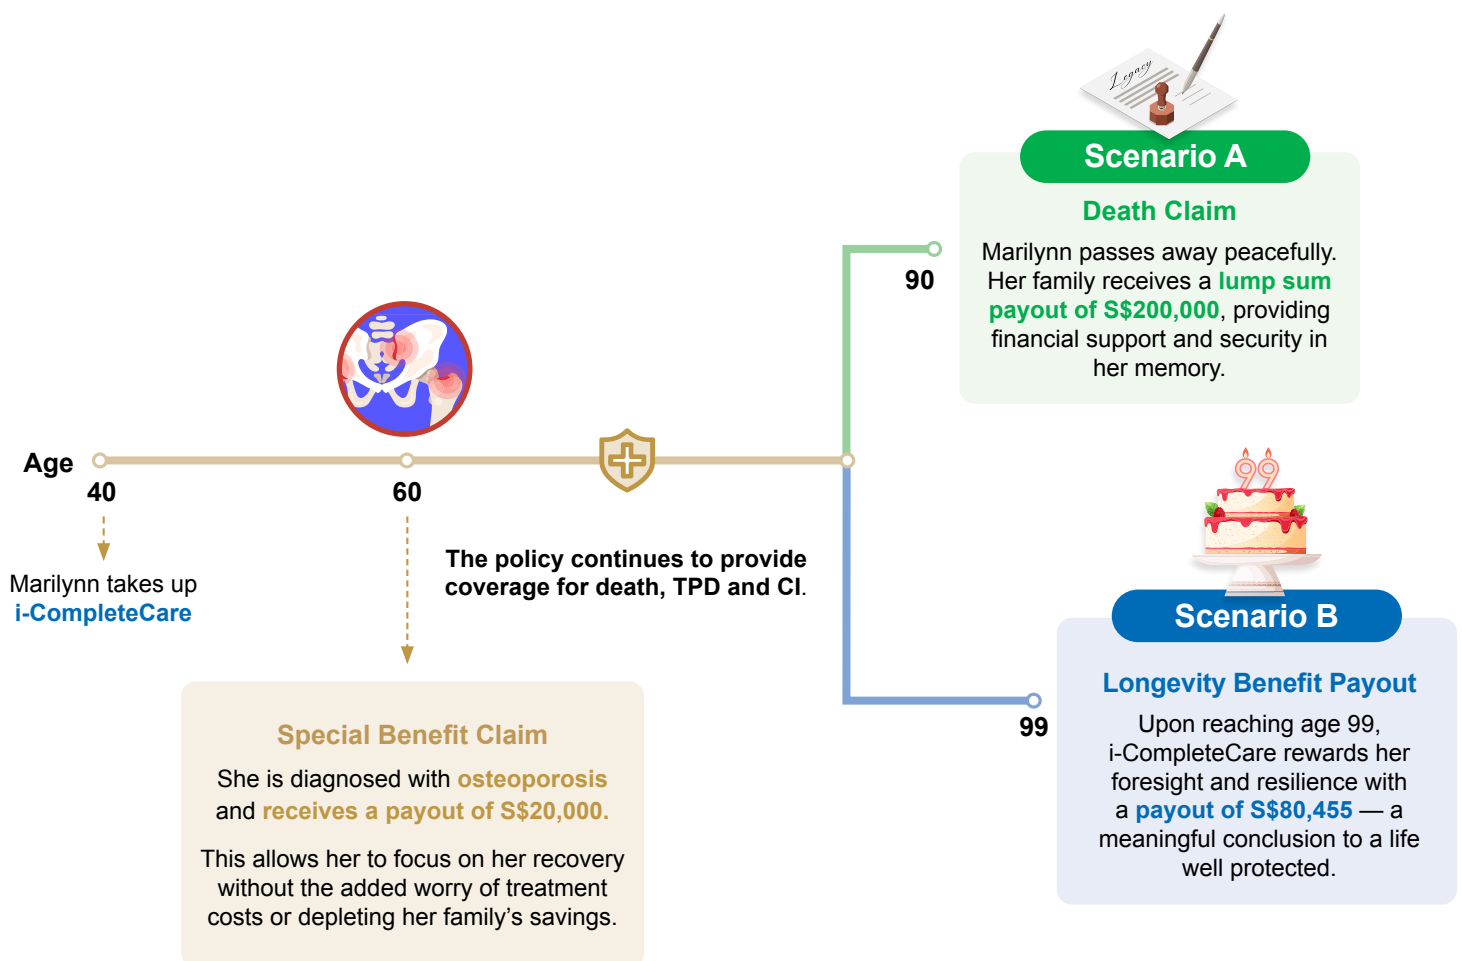 Age
40
Marilynn takes up
i-CompleteCare
60
Special Benefit Claim
She is diagnosed with osteoporosis
and receives a payout of S$20,000.
This allows her to focus on her recovery
without the added worry of treatment
costs or depleting her family’s savings.
The policy continues to provide
coverage for death, TPD and CI.
90
Legacy
Scenario A
Death Claim
Marilynn passes away peacefully.
Her family receives a lump sum
payout of S$200,000, providing
financial support and security in
her memory.
99
99
Scenario B
Longevity Benefit Payout
Upon reaching age 99,
i-CompleteCare rewards her
foresight and resilience with
a payout of S$80,455 — a
meaningful conclusion to a life
well protected.